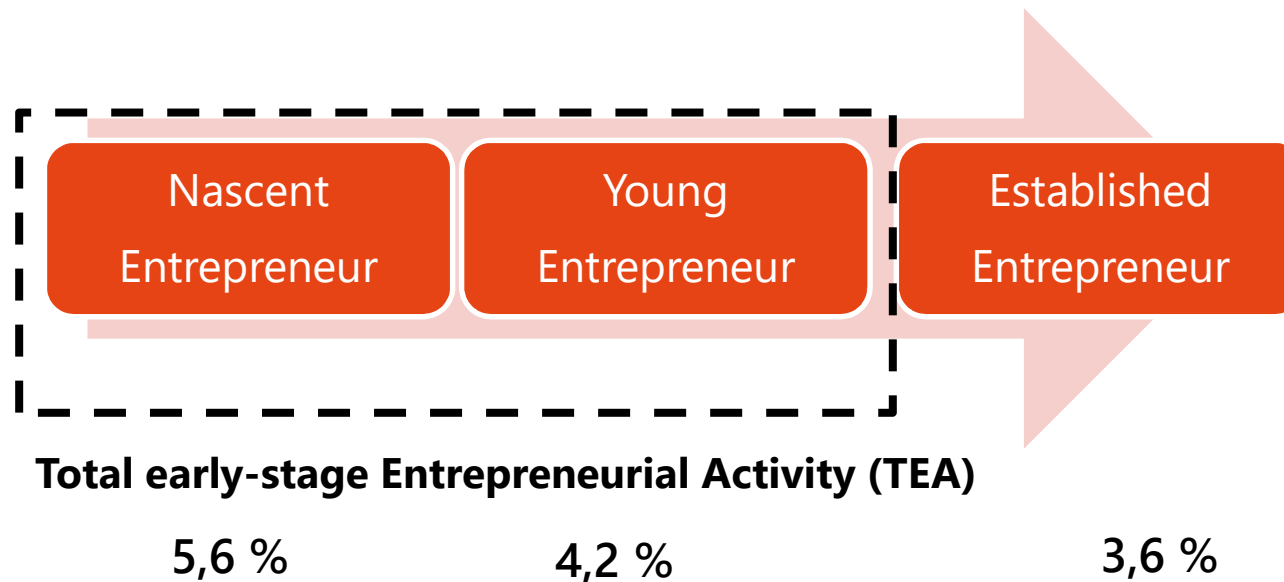 Nascent
Entrepreneur
Young
Entrepreneur
Established
Entrepreneur
Total early-stage Entrepreneurial Activity (TEA)
5,6 %
4,2 %
3,6 %